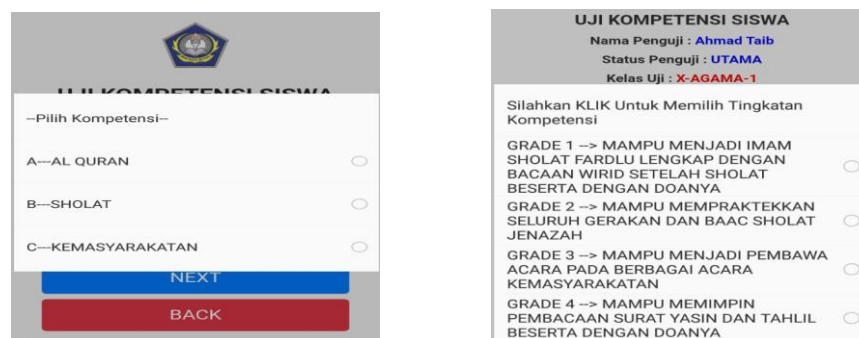 --Pilih Kompetensi--
A---AL QURAN
B---SHOLAT
C---KEMASYARAKATAN
NEXT
BACK
UJI KOMPETENSI SISWA
Nama Penguji : Ahmad Taib
Status Penguji : UTAMA
Kelas Uji : X-AGAMA-1
Silahkan KLIK Untuk Memilih Tingkatan
Kompetensi
GRADE 1 --> MAMPU MENJADI IMAM
SHOLAT FARDLU LENGKAP DENGAN
BACAAN WIRID SETELAH SHOLAT
BESERTA DENGAN DOANYA
GRADE 2 --> MAMPU MEMPRAKTEKKAN
SELURUH GERAKAN DAN BAAC SHOLAT
JENAZAH
GRADE 3 --> MAMPU MENJADI PEMBAWA
ACARA PADA BERBAGAI ACARA
KEMASYARAKATAN
GRADE 4 --> MAMPU MEMIMPIN
PEMBACAAN SURAT YASIN DAN TAHLIL
BESERTA DENGAN DOANYA